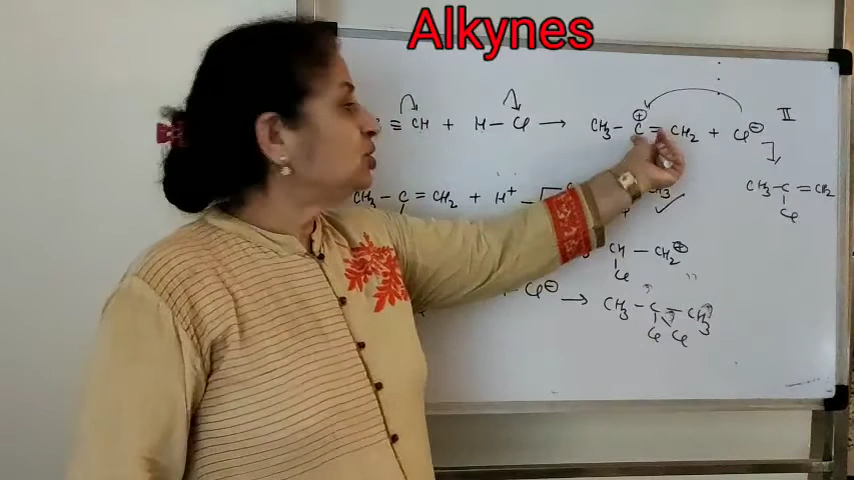 Alkynes
≡ CH + H – Cl → CH₃ – C⊕ = CH₂ + Cl⊖ II
CH₃ – C = CH₂
Cl
CH₃ – C = CH₂ + H⁺
CH – CH₂⊕
Cl
Cl⊖ → CH₃ – C – CH₃
Cl Cl